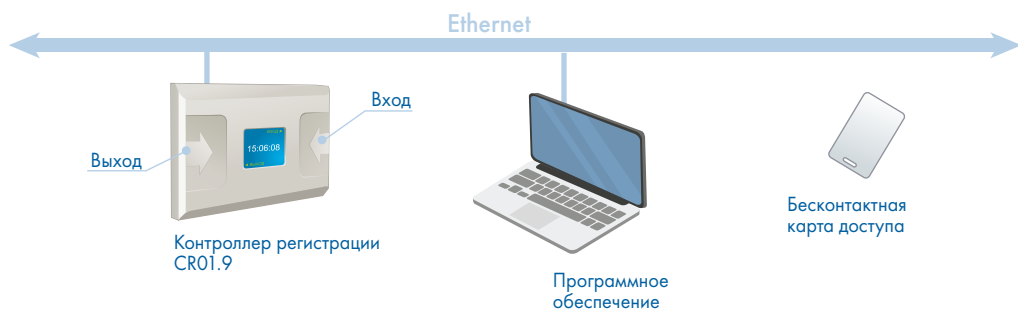 Ethernet
Вход
15:06:08
Выход
Бесконтактная
карта доступа
Контроллер регистрации
CR01.9
Программное
обеспечение